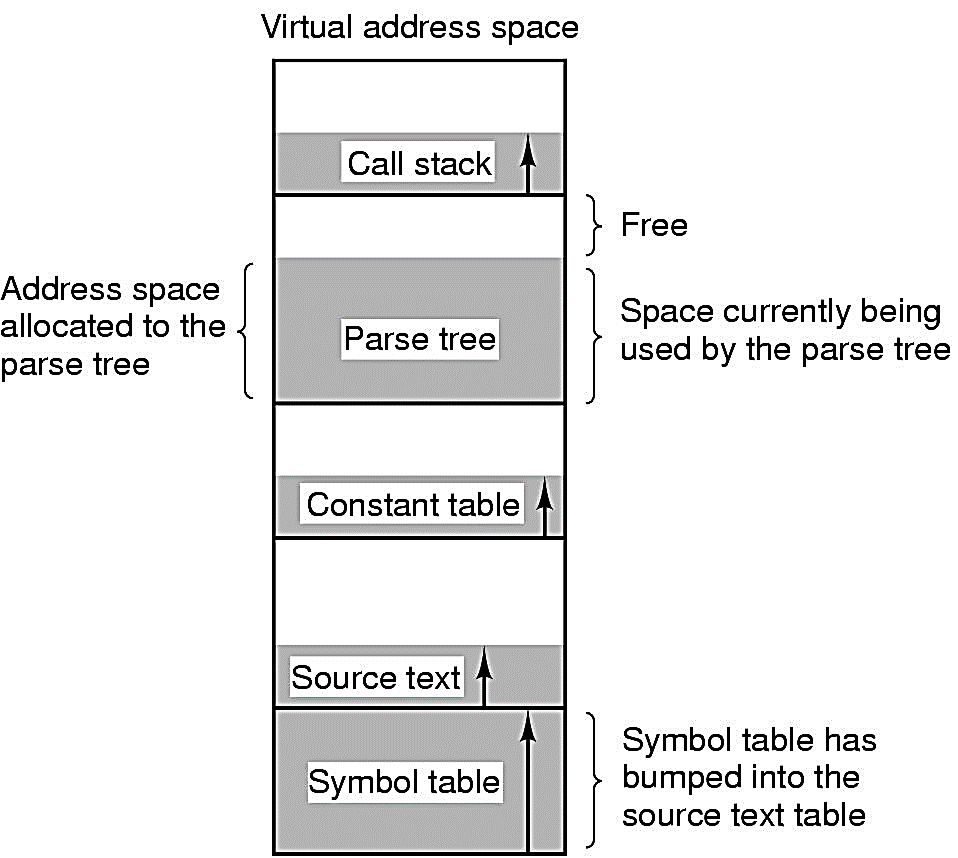 Virtual address space
Call stack
Free
Address space
allocated to the
parse tree
Parse tree
Space currently being
used by the parse tree
Constant table
Source text
Symbol table
Symbol table has
bumped into the
source text table